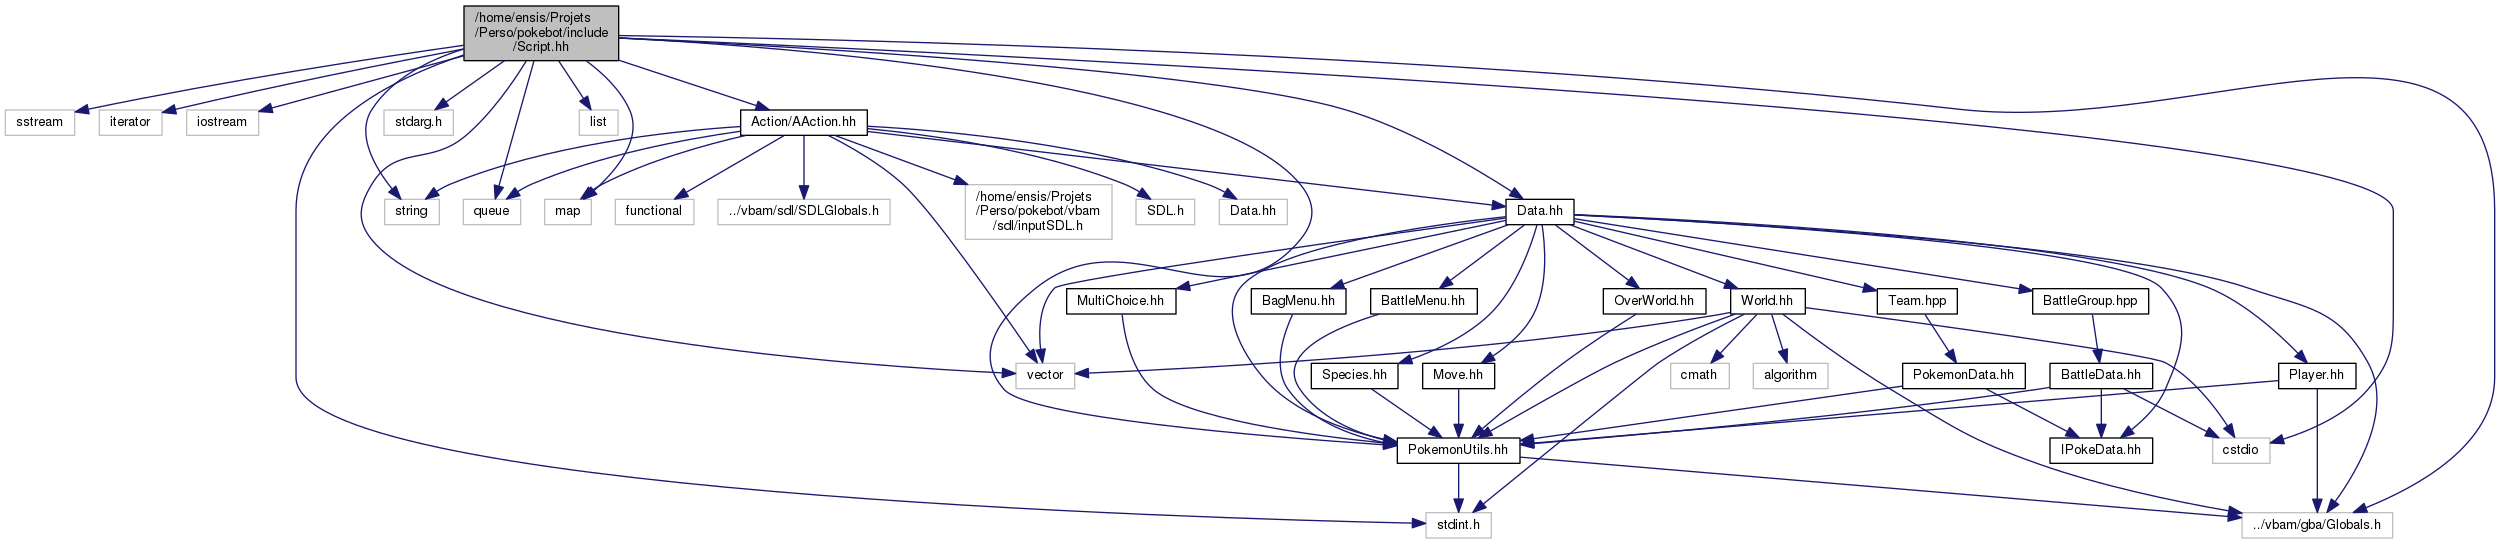 /home/ensis/Projets
/Perso/pokebot/include
/Script.hh
sstream
iterator
iostream
stdarg.h
list
Action/AAction.hh
string
queue
map
functional
../vbam/sdl/SDLGlobals.h
/home/ensis/Projets
/Perso/pokebot/vbam
/sdl/inputSDL.h
SDL.h
Data.hh
Data.hh
MultiChoice.hh
BagMenu.hh
BattleMenu.hh
OverWorld.hh
World.hh
Team.hpp
BattleGroup.hpp
vector
Species.hh
Move.hh
cmath
algorithm
PokemonData.hh
BattleData.hh
Player.hh
PokemonUtils.hh
IPokeData.hh
cstdio
stdint.h
../vbam/gba/Globals.h